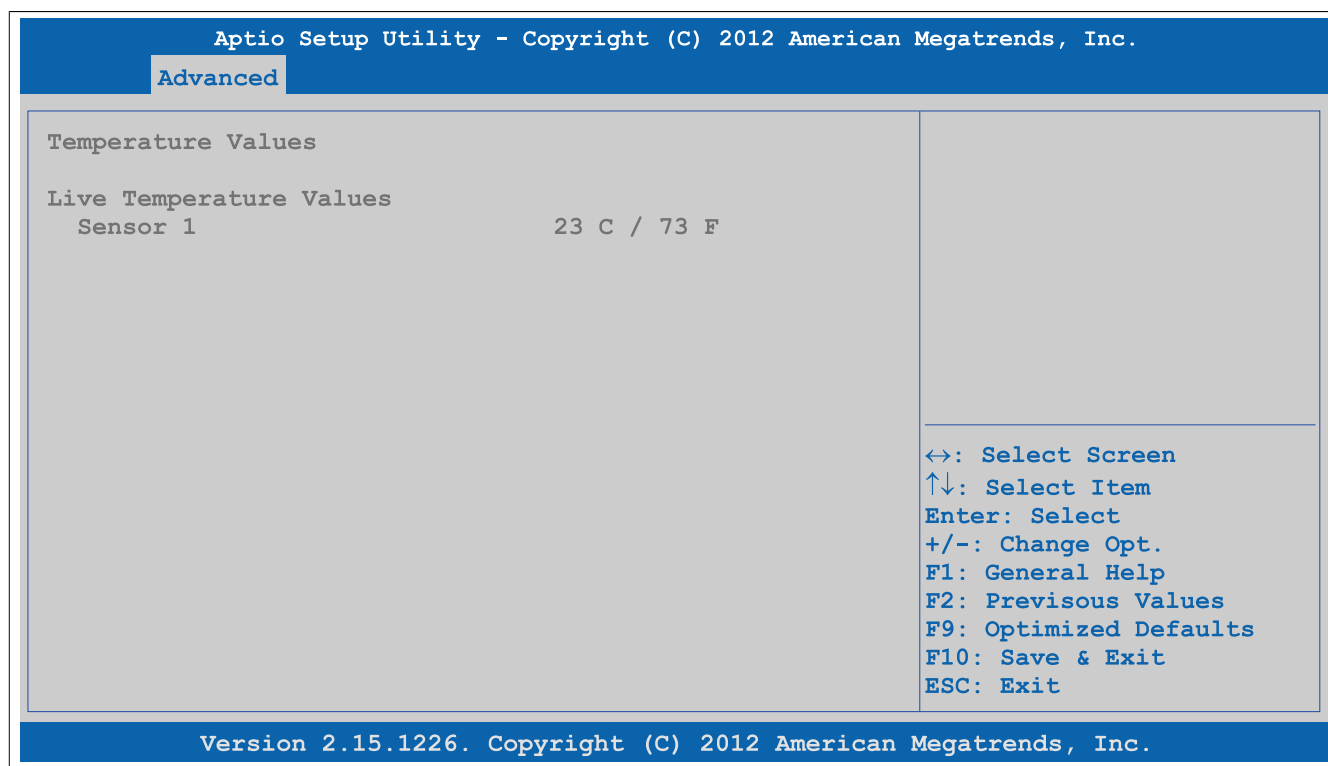 Aptio Setup Utility - Copyright (C) 2012 American Megatrends, Inc.
Advanced
Temperature Values
Live Temperature Values
Sensor 1 23 C / 73 F
↔: Select Screen
↑↓: Select Item
Enter: Select
+/-: Change Opt.
F1: General Help
F2: Previsous Values
F9: Optimized Defaults
F10: Save & Exit
ESC: Exit
Version 2.15.1226. Copyright (C) 2012 American Megatrends, Inc.